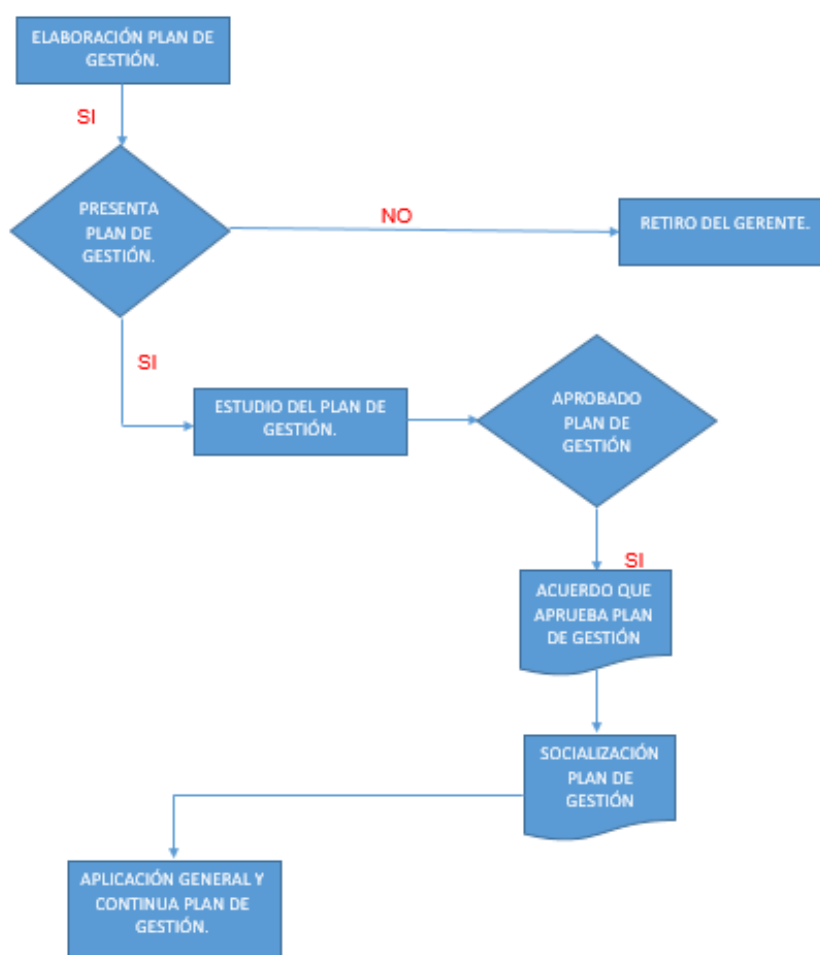 ELABORACIÓN PLAN DE
GESTIÓN.
SI
PRESENTA
PLAN DE
GESTIÓN.
NO
RETIRO DEL GERENTE.
SI
ESTUDIO DEL PLAN DE
GESTIÓN.
APROBADO
PLAN DE
GESTIÓN
SI
ACUERDO QUE
APRUEBA PLAN
DE GESTIÓN
SOCIALIZACIÓN
PLAN DE
GESTIÓN
APLICACIÓN GENERAL Y
CONTINUA PLAN DE
GESTIÓN.